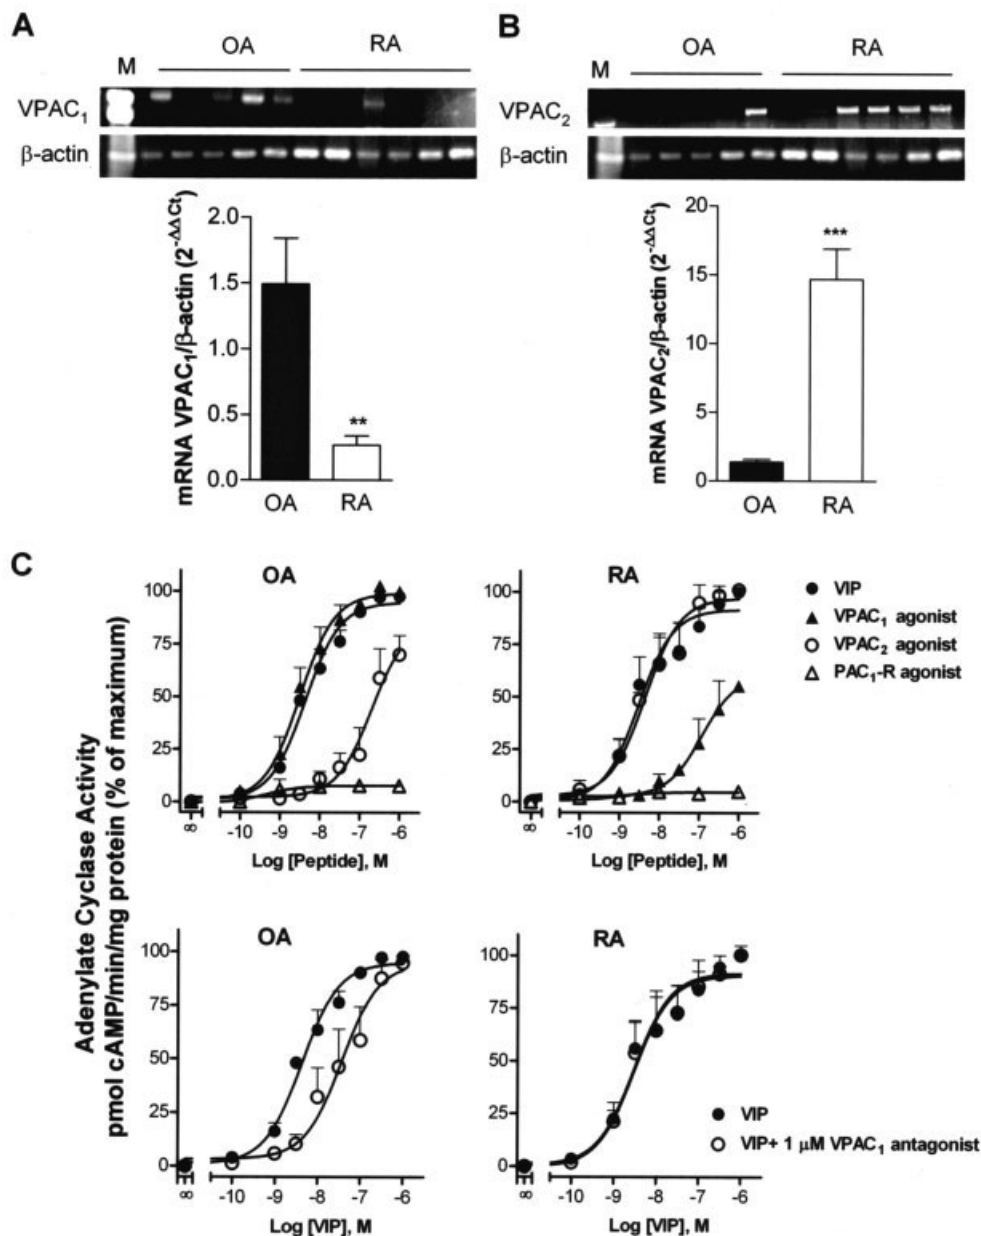 A
OA RA
M
VPAC₁
β-actin
mRNA VPAC₁/β-actin (2^-ΔΔCt)
2.0
1.5
1.0
0.5
0.0
**
OA RA
B
OA RA
M
VPAC₂
β-actin
mRNA VPAC₂/β-actin (2^-ΔΔCt)
20
15
10
5
0
***
OA RA
C
Adenylate Cyclase Activity
pmol cAMP/min/mg protein (% of maximum)
OA
100
75
50
25
0
∞ -10 -9 -8 -7 -6
Log [Peptide], M
RA
100
75
50
25
0
∞ -10 -9 -8 -7 -6
Log [Peptide], M
VIP
VPAC₁ agonist
VPAC₂ agonist
PAC₁-R agonist
OA
100
75
50
25
0
∞ -10 -9 -8 -7 -6
Log [VIP], M
RA
100
75
50
25
0
∞ -10 -9 -8 -7 -6
Log [VIP], M
VIP
VIP+ 1 μM VPAC₁ antagonist